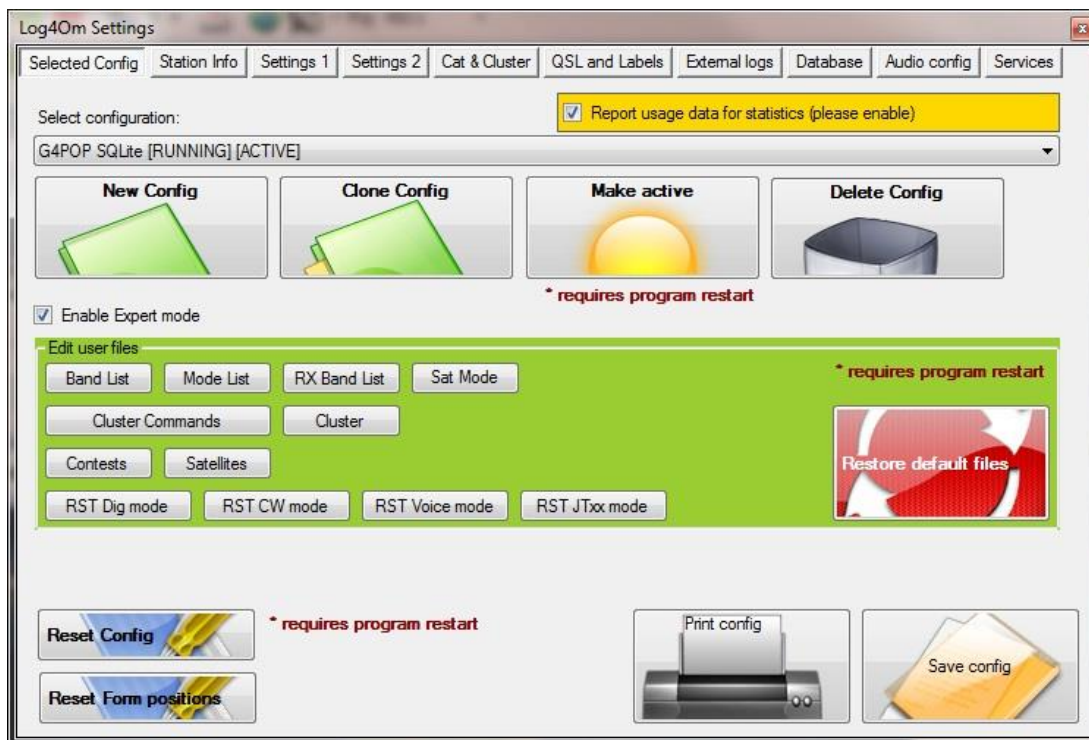 Log4Om Settings
Selected Config Station Info Settings 1 Settings 2 Cat & Cluster QSL and Labels External logs Database Audio config Services
Select configuration:
Report usage data for statistics (please enable)
G4POP SQLite [RUNNING] [ACTIVE]
New Config Clone Config Make active Delete Config
* requires program restart
Enable Expert mode
Edit user files
Band List Mode List RX Band List Sat Mode
* requires program restart
Cluster Commands Cluster
Contests Satellites
Restore default files
RST Dig mode RST CW mode RST Voice mode RST JTxx mode
Reset Config
* requires program restart
Print config
Save config
Reset Form positions